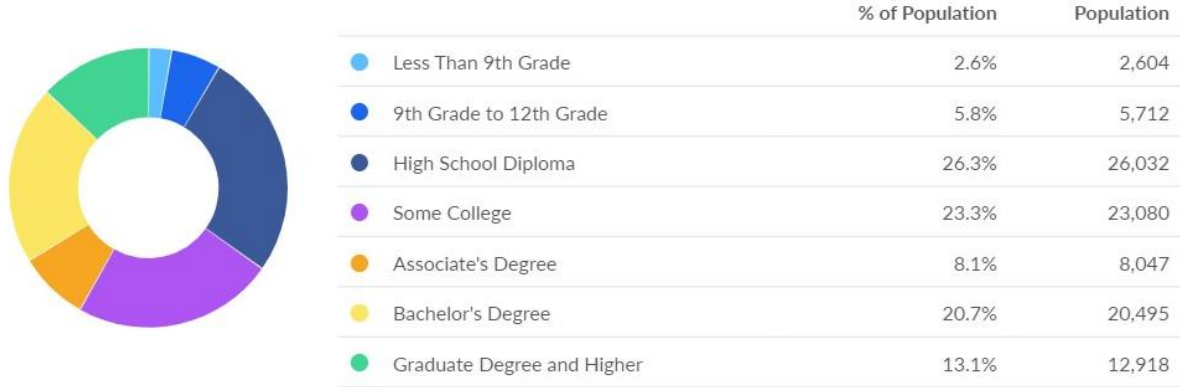 % of Population Population
Less Than 9th Grade 2.6% 2,604
9th Grade to 12th Grade 5.8% 5,712
High School Diploma 26.3% 26,032
Some College 23.3% 23,080
Associate's Degree 8.1% 8,047
Bachelor's Degree 20.7% 20,495
Graduate Degree and Higher 13.1% 12,918